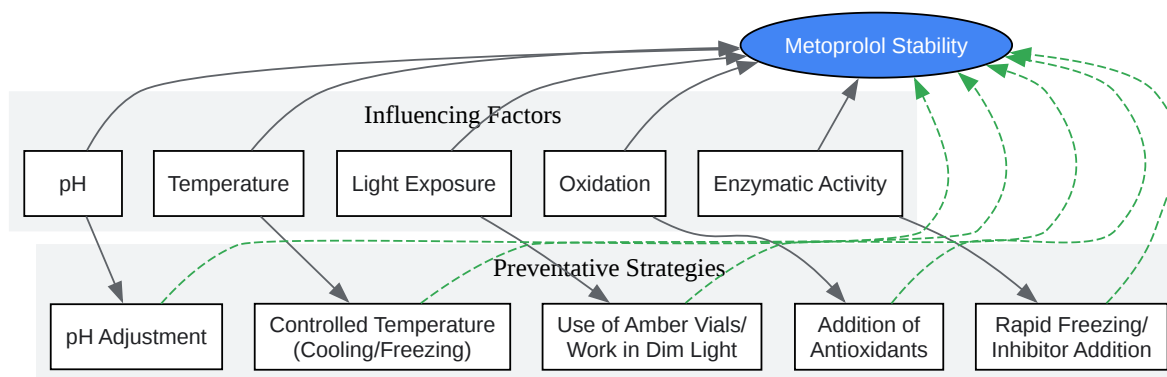 Metoprolol Stability
Influencing Factors
pH
Temperature
Light Exposure
Oxidation
Enzymatic Activity
Preventative Strategies
pH Adjustment
Controlled Temperature
(Cooling/Freezing)
Use of Amber Vials/
Work in Dim Light
Addition of
Antioxidants
Rapid Freezing/
Inhibitor Addition